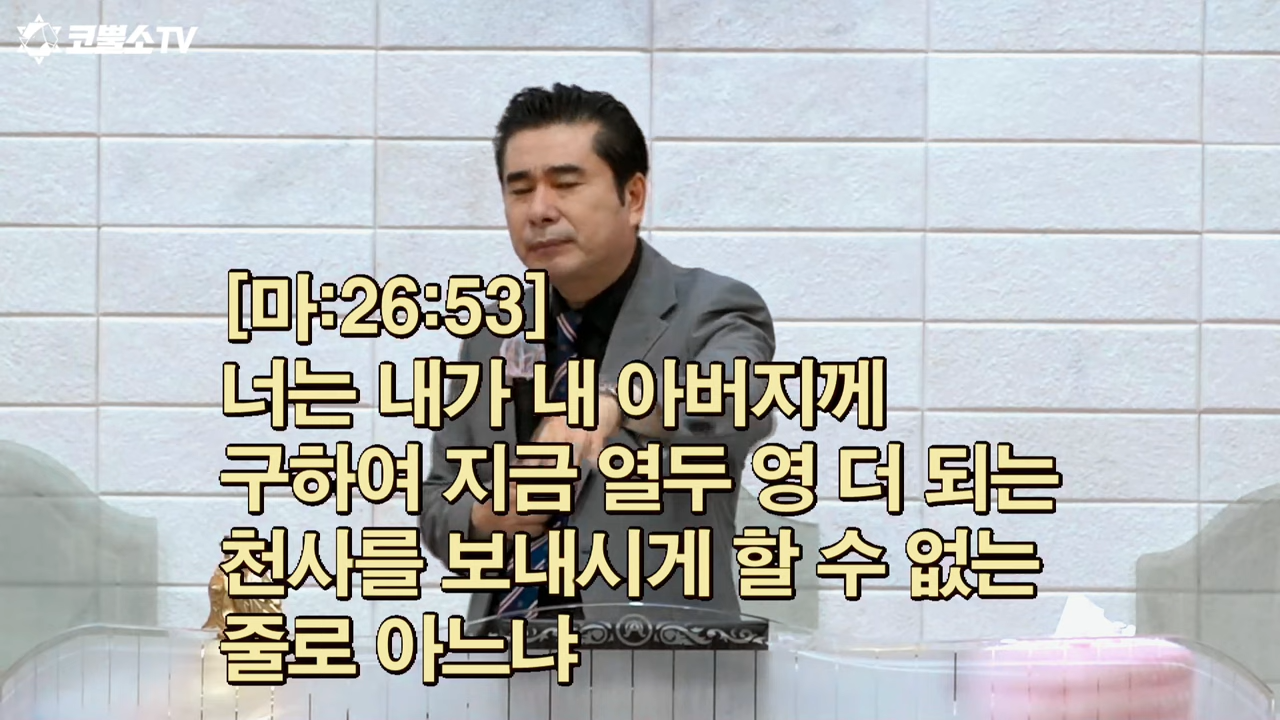 코뿔소TV
[마:26:53]
너는 내가 내 아버지께
구하여 지금 열두 영 더 되는
천사를 보내시게 할 수 없는
줄로 아느냐